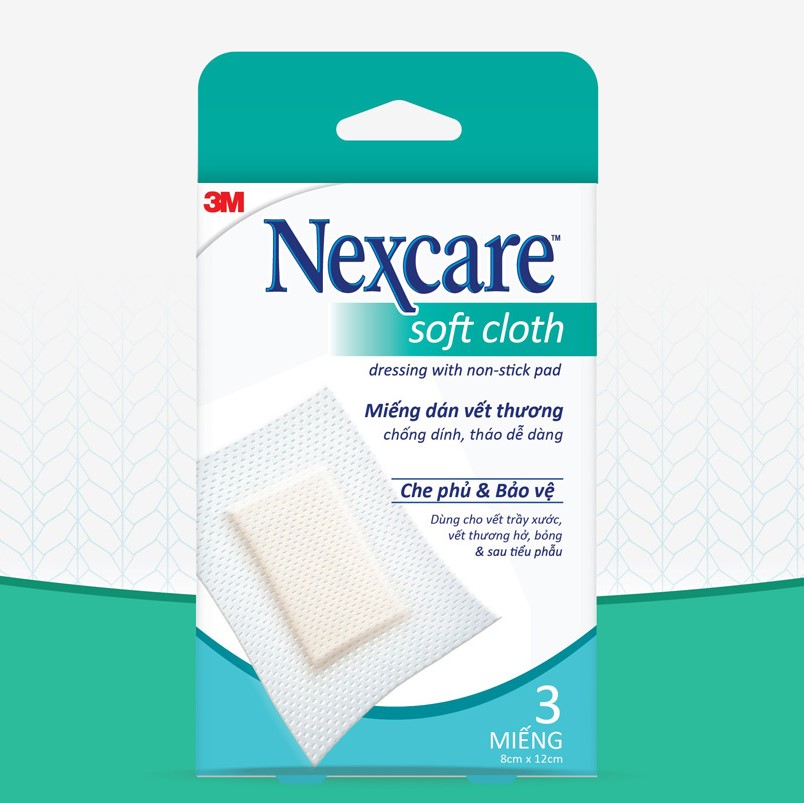 3M
Nexcare™
soft cloth
dressing with non-stick pad
Miếng dán vết thương
chống dính, tháo dễ dàng
Che phủ & Bảo vệ
Dùng cho vết trầy xước,
vết thương hở, bỏng
& sau tiểu phẫu
3
MIẾNG
8cm x 12cm